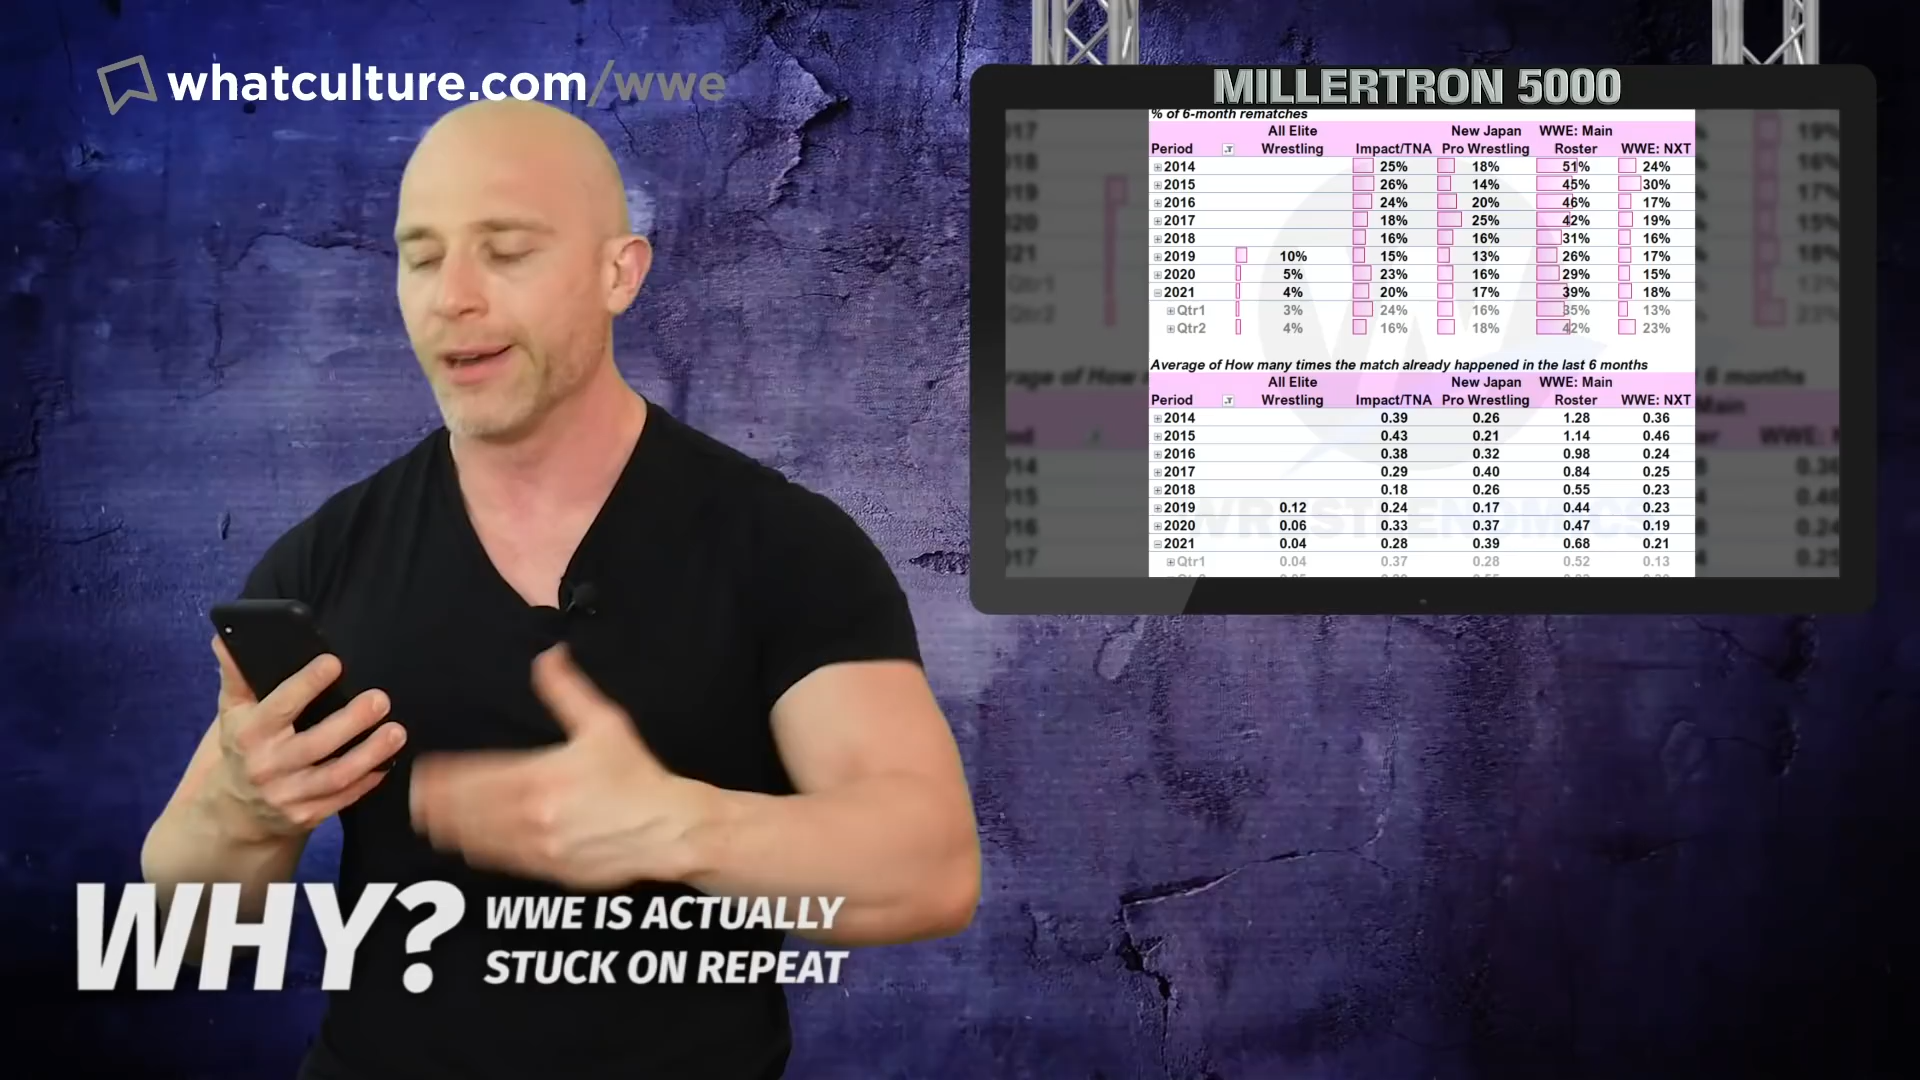 whatculture.com/wwe
MILLERTRON 5000
% of 6-month rematches
All Elite New Japan WWE: Main
Period Wrestling Impact/TNA Pro Wrestling Roster WWE: NXT
2014 25% 18% 51% 24%
2015 26% 14% 45% 30%
2016 24% 20% 46% 17%
2017 18% 25% 42% 19%
2018 16% 16% 31% 16%
2019 10% 15% 13% 26% 17%
2020 5% 23% 16% 29% 15%
2021 4% 20% 17% 39% 18%
Qtr1 3% 24% 16% 35% 13%
Qtr2 4% 16% 18% 42% 23%
Average of How many times the match already happened in the last 6 months
All Elite New Japan WWE: Main
Period Wrestling Impact/TNA Pro Wrestling Roster WWE: NXT
2014 0.39 0.26 1.28 0.36
2015 0.43 0.21 1.14 0.46
2016 0.38 0.32 0.98 0.24
2017 0.29 0.40 0.84 0.25
2018 0.18 0.26 0.55 0.23
2019 0.12 0.24 0.17 0.44 0.23
2020 0.06 0.33 0.37 0.47 0.19
2021 0.04 0.28 0.39 0.68 0.21
Qtr1 0.04 0.37 0.28 0.52 0.13
WHY? WWE IS ACTUALLY
STUCK ON REPEAT